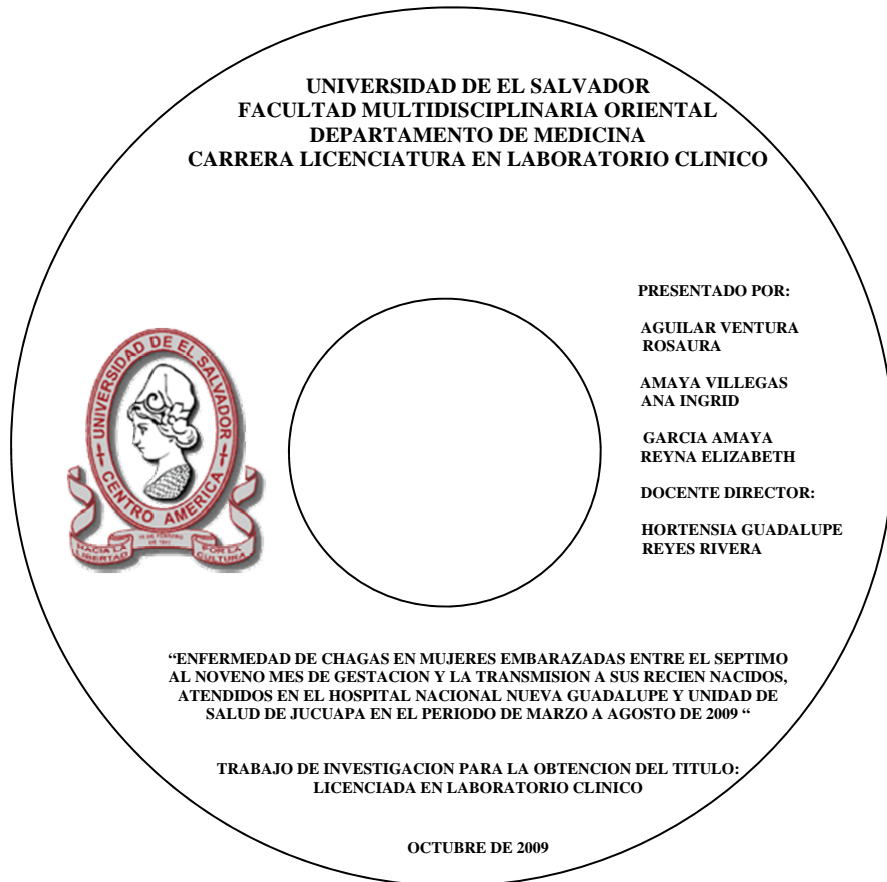 UNIVERSIDAD DE EL SALVADOR
FACULTAD MULTIDISCIPLINARIA ORIENTAL
DEPARTAMENTO DE MEDICINA
CARRERA LICENCIATURA EN LABORATORIO CLINICO
PRESENTADO POR:
AGUILAR VENTURA
ROSAURA
AMAYA VILLEGAS
ANA INGRID
GARCIA AMAYA
REYNA ELIZABETH
DOCENTE DIRECTOR:
HORTENSIA GUADALUPE
REYES RIVERA
UNIVERSIDAD DE EL SALVADOR
CENTRO AMERICA
HACIA LA
LIBERTAD
POR LA
CULTURA
“ENFERMEDAD DE CHAGAS EN MUJERES EMBARAZADAS ENTRE EL SEPTIMO
AL NOVENO MES DE GESTACION Y LA TRANSMISION A SUS RECIEN NACIDOS,
ATENDIDOS EN EL HOSPITAL NACIONAL NUEVA GUADALUPE Y UNIDAD DE
SALUD DE JUCUAPA EN EL PERIODO DE MARZO A AGOSTO DE 2009 “
TRABAJO DE INVESTIGACION PARA LA OBTENCION DEL TITULO:
LICENCIADA EN LABORATORIO CLINICO
OCTUBRE DE 2009